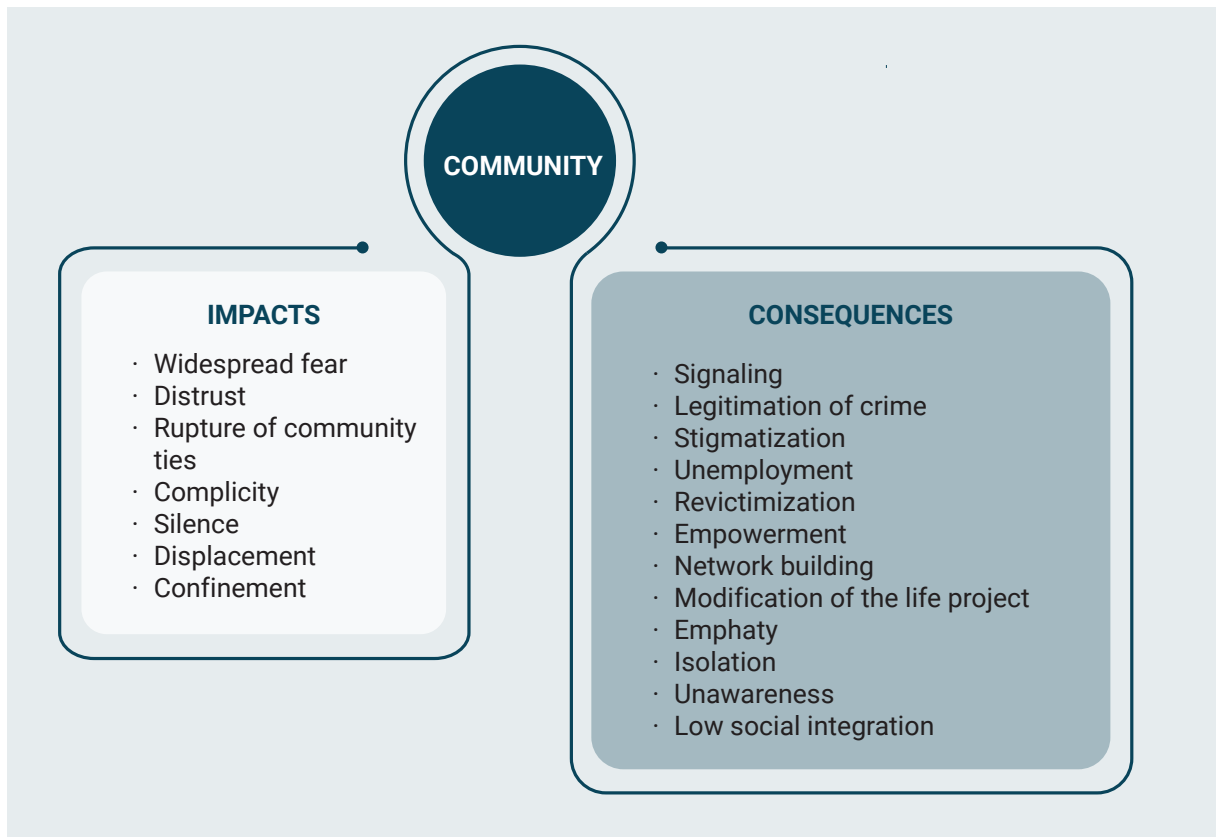 COMMUNITY
IMPACTS
· Widespread fear
· Distrust
· Rupture of community
ties
· Complicity
· Silence
· Displacement
· Confinement
CONSEQUENCES
· Signaling
· Legitimation of crime
· Stigmatization
· Unemployment
· Revictimization
· Empowerment
· Network building
· Modification of the life project
· Emphaty
· Isolation
· Unawareness
· Low social integration